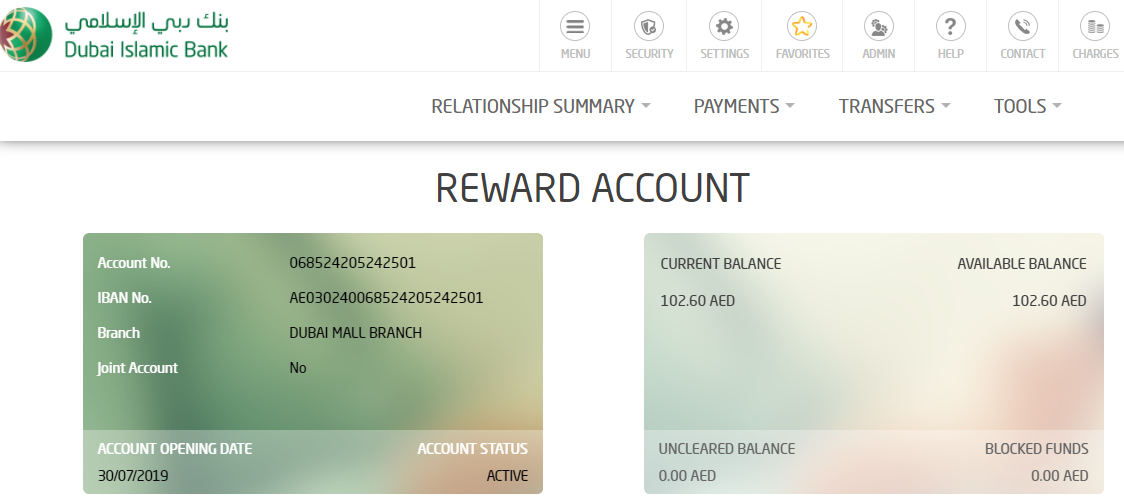 بنك دبي الإسلامي
Dubai Islamic Bank
MENU
SECURITY
SETTINGS
FAVORITES
ADMIN
HELP
CONTACT
CHARGES
RELATIONSHIP SUMMARY
PAYMENTS
TRANSFERS
TOOLS
REWARD ACCOUNT
Account No. 068524205242501
IBAN No. AE030240068524205242501
Branch DUBAI MALL BRANCH
Joint Account No
ACCOUNT OPENING DATE ACCOUNT STATUS
30/07/2019 ACTIVE
CURRENT BALANCE AVAILABLE BALANCE
102.60 AED 102.60 AED
UNCLEARED BALANCE BLOCKED FUNDS
0.00 AED 0.00 AED